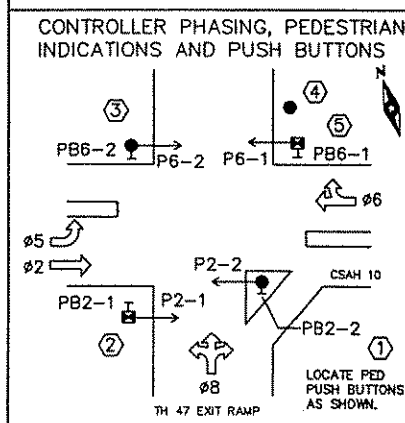 CONTROLLER PHASING, PEDESTRIAN
INDICATIONS AND PUSH BUTTONS
N
3
4
5
PB6-2
P6-2
P6-1
PB6-1
ø6
ø5
ø2
P2-2
CSAH 10
PB2-1
P2-1
PB2-2
2
1
ø8
LOCATE PED
PUSH BUTTONS
AS SHOWN.
TH 47 EXIT RAMP